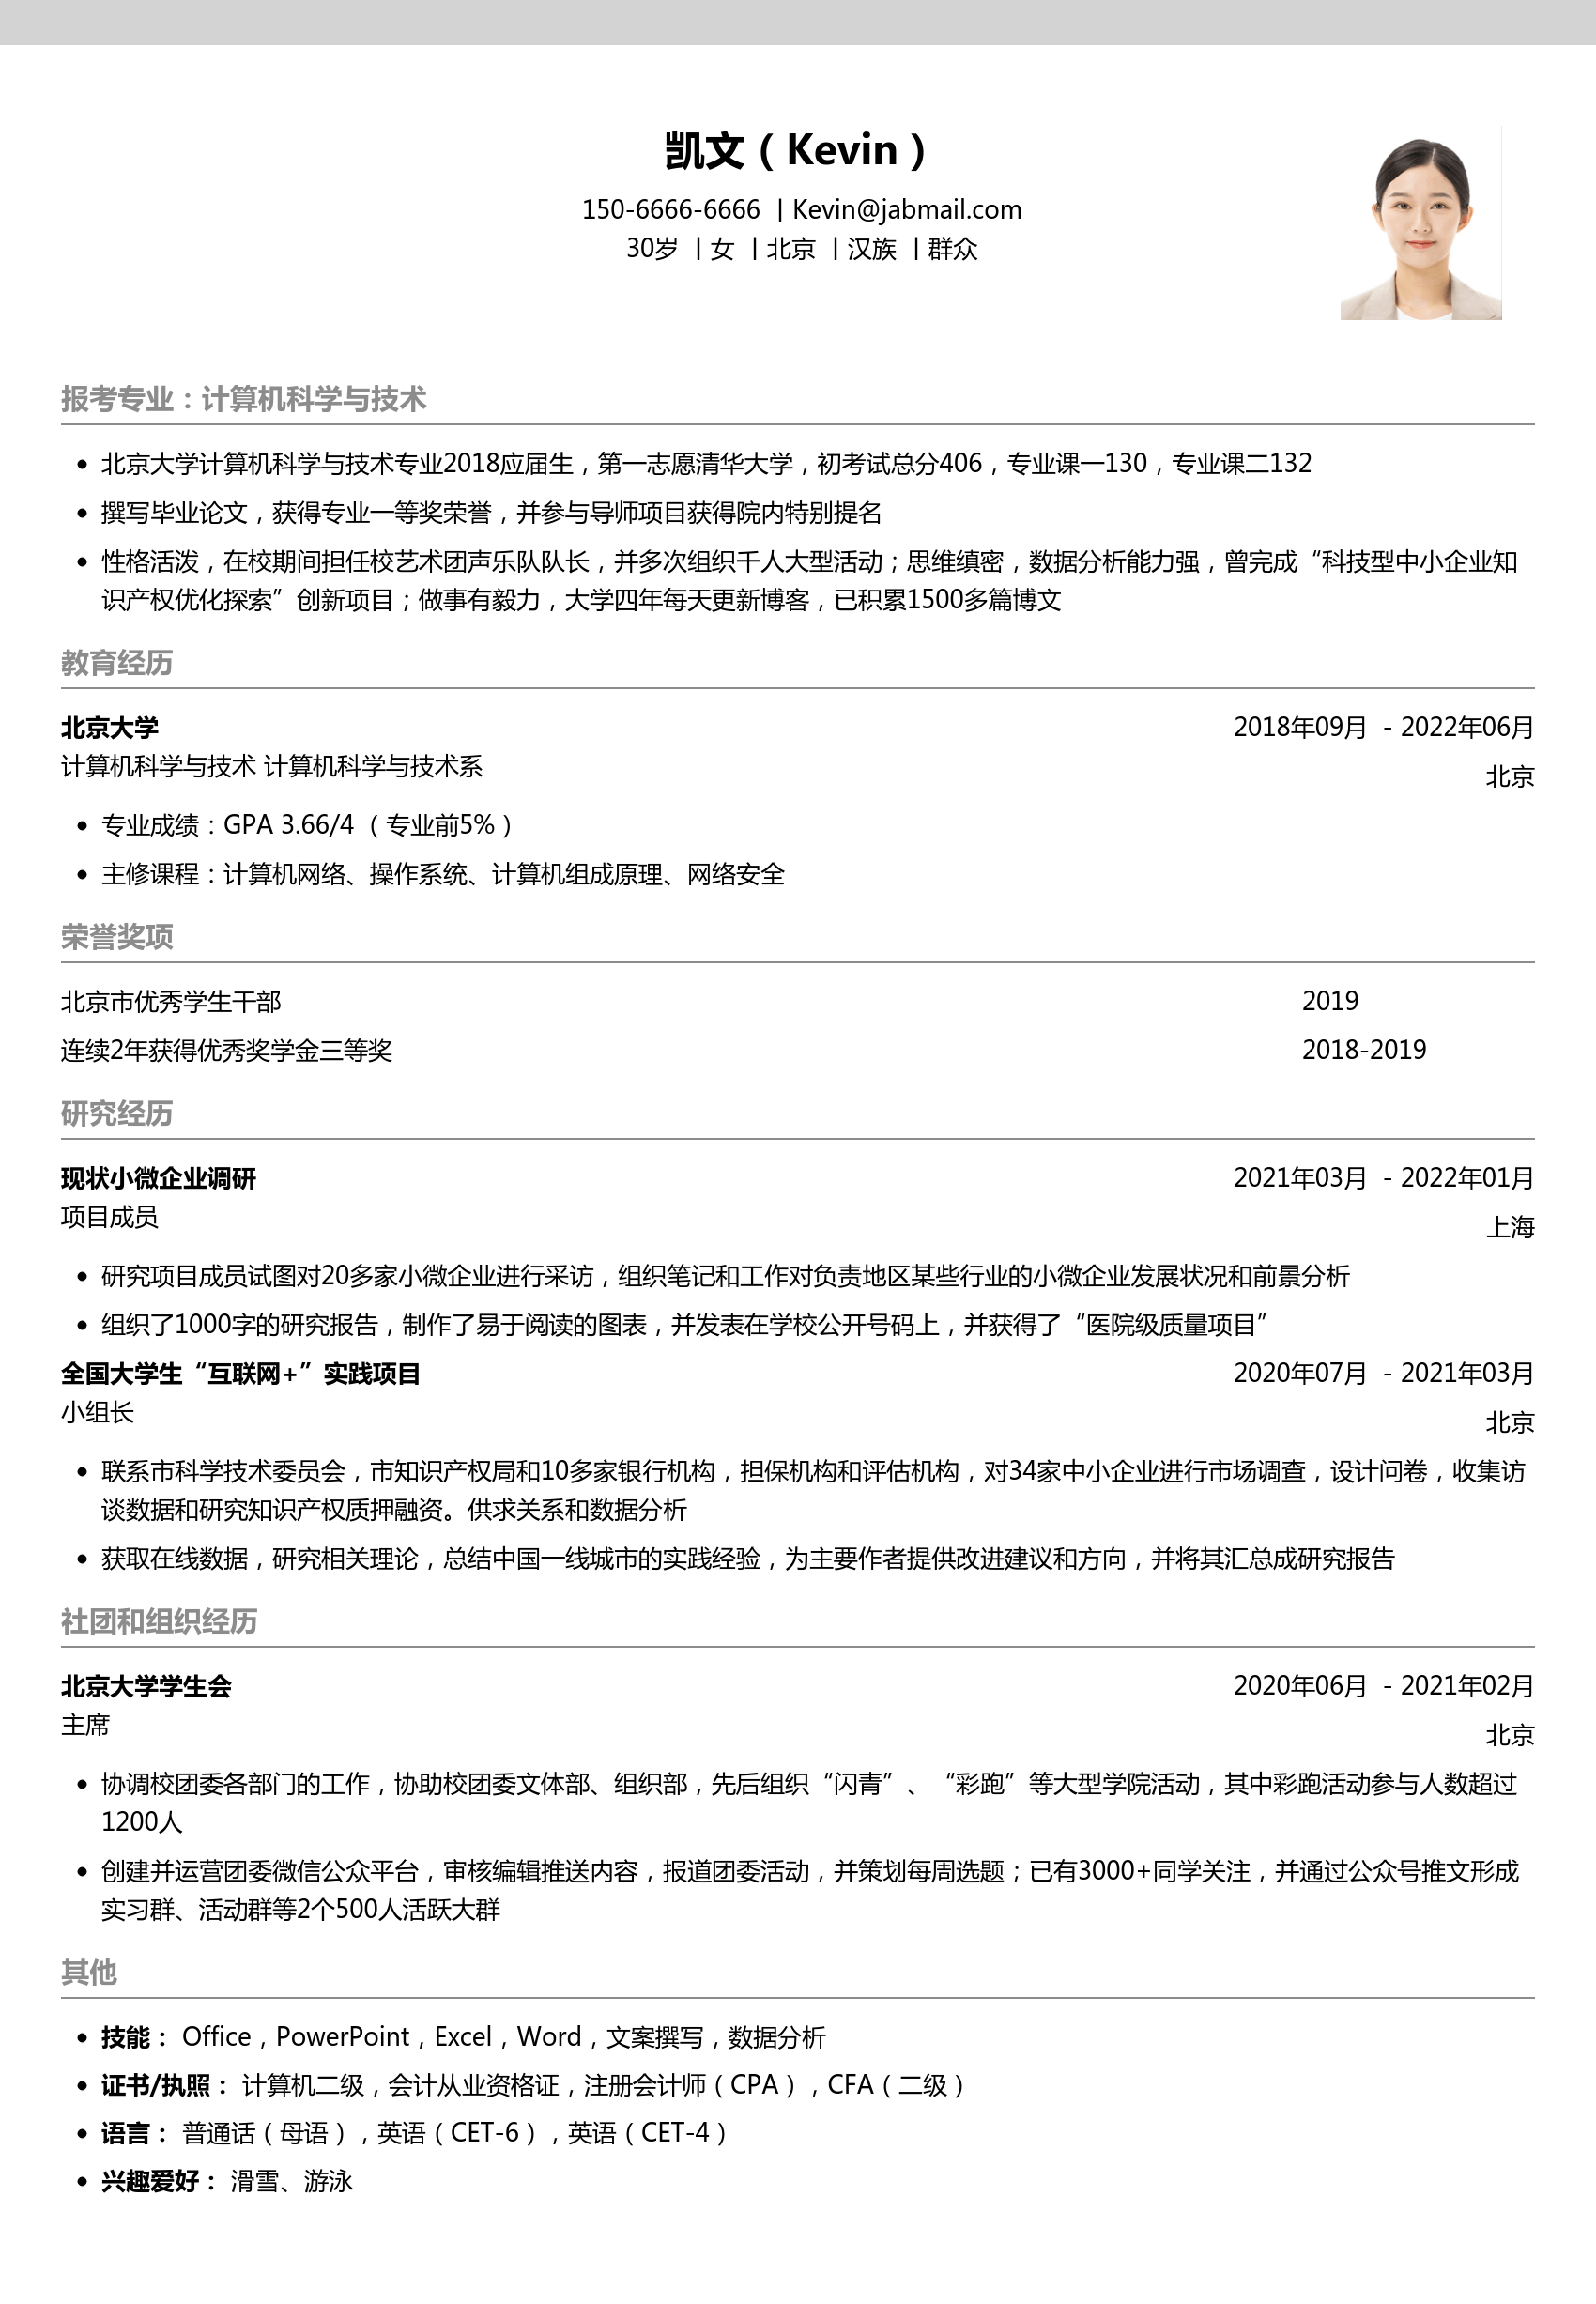 凯文（Kevin）
150-6666-6666 | Kevin@jabmail.com
30岁 | 女 | 北京 | 汉族 | 群众
报考专业：计算机科学与技术
• 北京大学计算机科学与技术专业2018应届生，第一志愿清华大学，初考试总分406，专业课一130，专业课二132
• 撰写毕业论文，获得专业一等奖荣誉，并参与导师项目获得院内特别提名
• 性格活泼，在校期间担任校艺术团声乐队队长，并多次组织千人大型活动；思维缜密，数据分析能力强，曾完成“科技型中小企业知
识产权优化探索”创新项目；做事有毅力，大学四年每天更新博客，已积累1500多篇博文
教育经历
北京大学 2018年09月 - 2022年06月
计算机科学与技术 计算机科学与技术系 北京
• 专业成绩：GPA 3.66/4 （专业前5%）
• 主修课程：计算机网络、操作系统、计算机组成原理、网络安全
荣誉奖项
北京市优秀学生干部 2019
连续2年获得优秀奖学金三等奖 2018-2019
研究经历
现状小微企业调研 2021年03月 - 2022年01月
项目成员 上海
• 研究项目成员试图对20多家小微企业进行采访，组织笔记和工作对负责地区某些行业的小微企业发展状况和前景分析
• 组织了1000字的研究报告，制作了易于阅读的图表，并发表在学校公开号码上，并获得了“医院级质量项目”
全国大学生“互联网+”实践项目 2020年07月 - 2021年03月
小组长 北京
• 联系市科学技术委员会，市知识产权局和10多家银行机构，担保机构和评估机构，对34家中小企业进行市场调查，设计问卷，收集访
谈数据和研究知识产权质押融资。供求关系和数据分析
• 获取在线数据，研究相关理论，总结中国一线城市的实践经验，为主要作者提供改进建议和方向，并将其汇总成研究报告
社团和组织经历
北京大学学生会 2020年06月 - 2021年02月
主席 北京
• 协调校团委各部门的工作，协助校团委文体部、组织部，先后组织“闪青”、“彩跑”等大型学院活动，其中彩跑活动参与人数超过
1200人
• 创建并运营团委微信公众平台，审核编辑推送内容，报道团委活动，并策划每周选题；已有3000+同学关注，并通过公众号推文形成
实习群、活动群等2个500人活跃大群
其他
• 技能： Office，PowerPoint，Excel，Word，文案撰写，数据分析
• 证书/执照： 计算机二级，会计从业资格证，注册会计师（CPA），CFA（二级）
• 语言： 普通话（母语），英语（CET-6），英语（CET-4）
• 兴趣爱好： 滑雪、游泳